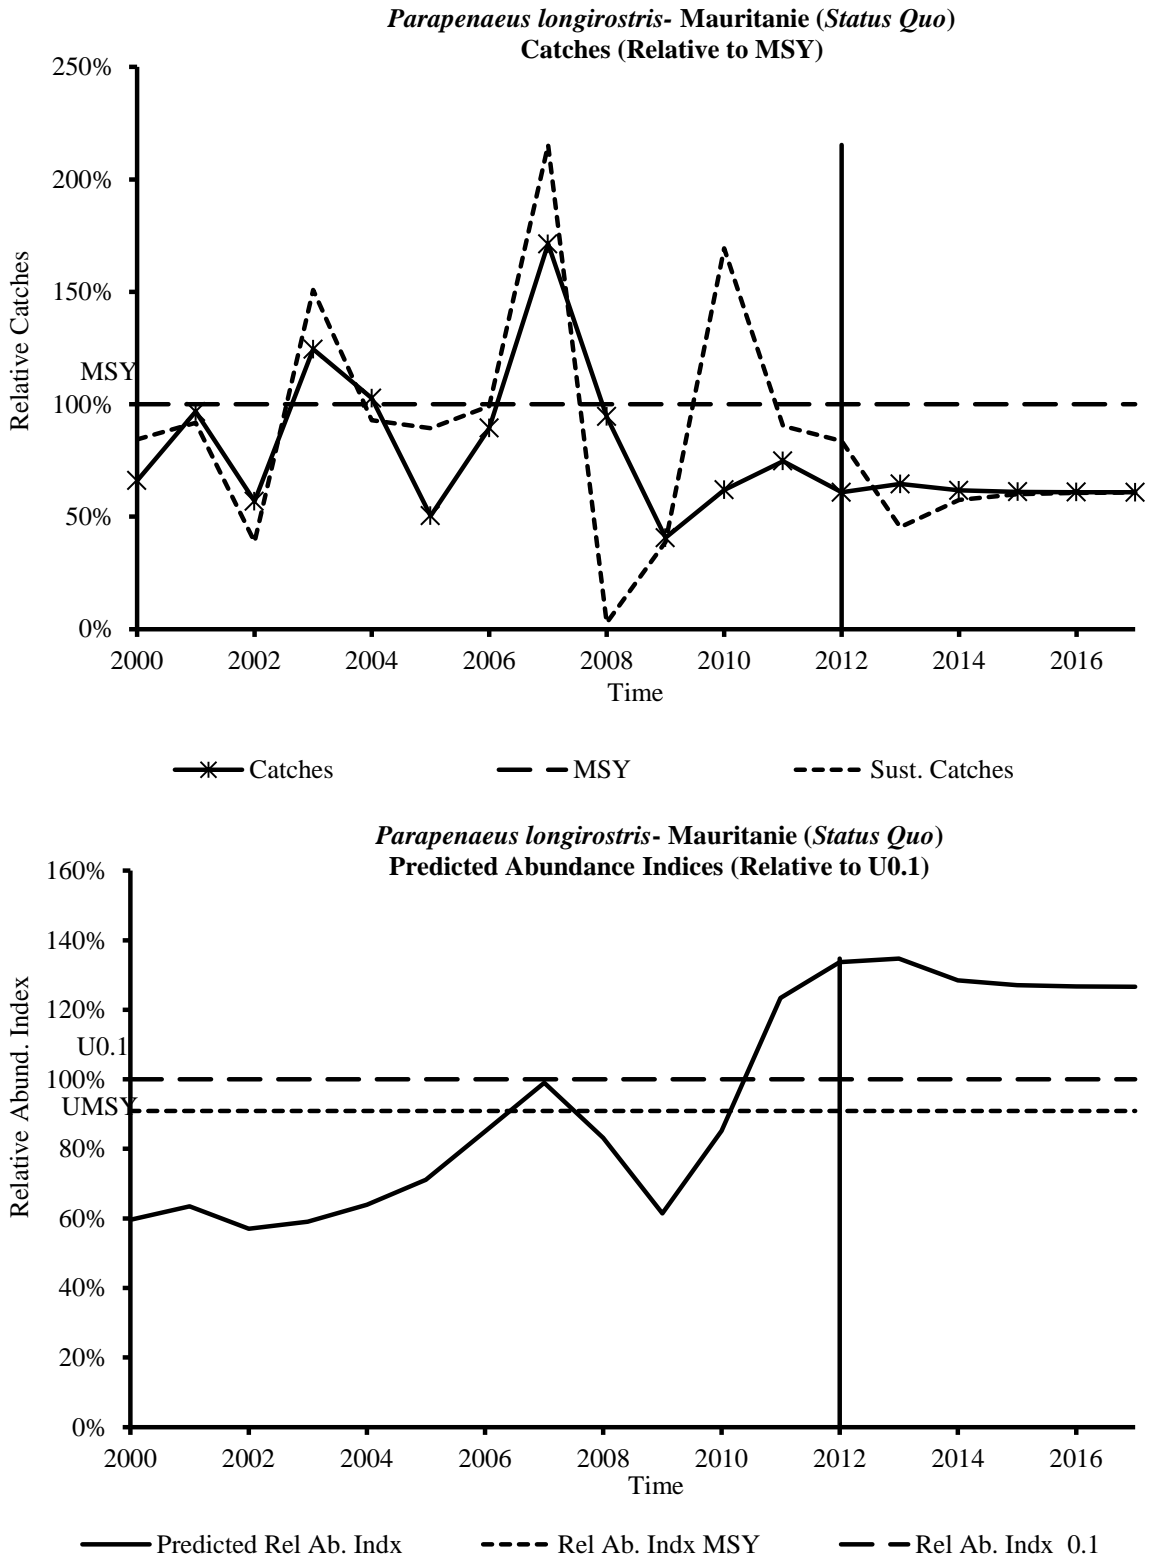 Parapenaeus longirostris- Mauritanie (Status Quo)
Catches (Relative to MSY)
250%
200%
150%
MSY
100%
50%
0%
Relative Catches
2000 2002 2004 2006 2008 2010 2012 2014 2016
Time
Catches MSY Sust. Catches
Parapenaeus longirostris- Mauritanie (Status Quo)
Predicted Abundance Indices (Relative to U0.1)
160%
140%
120%
U0.1
100%
UMSY
80%
60%
40%
20%
0%
Relative Abund. Index
2000 2002 2004 2006 2008 2010 2012 2014 2016
Time
Predicted Rel Ab. Indx Rel Ab. Indx MSY Rel Ab. Indx 0.1